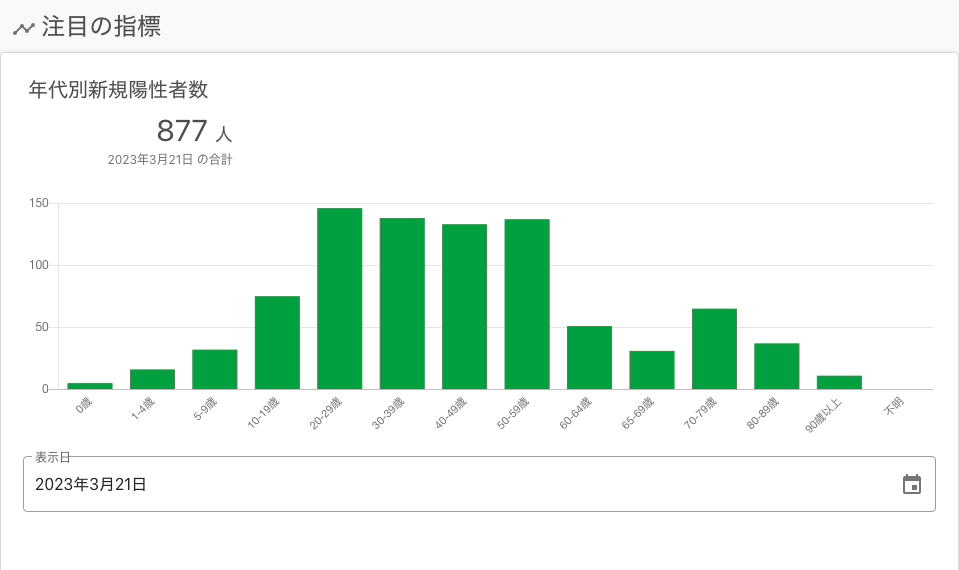 注目の指標
年代別新規陽性者数
877 人
2023年3月21日 の合計
150
100
50
0
0歳
1-4歳
5-9歳
10-19歳
20-29歳
30-39歳
40-49歳
50-59歳
60-64歳
65-69歳
70-79歳
80-89歳
90歳以上
不明
表示日
2023年3月21日